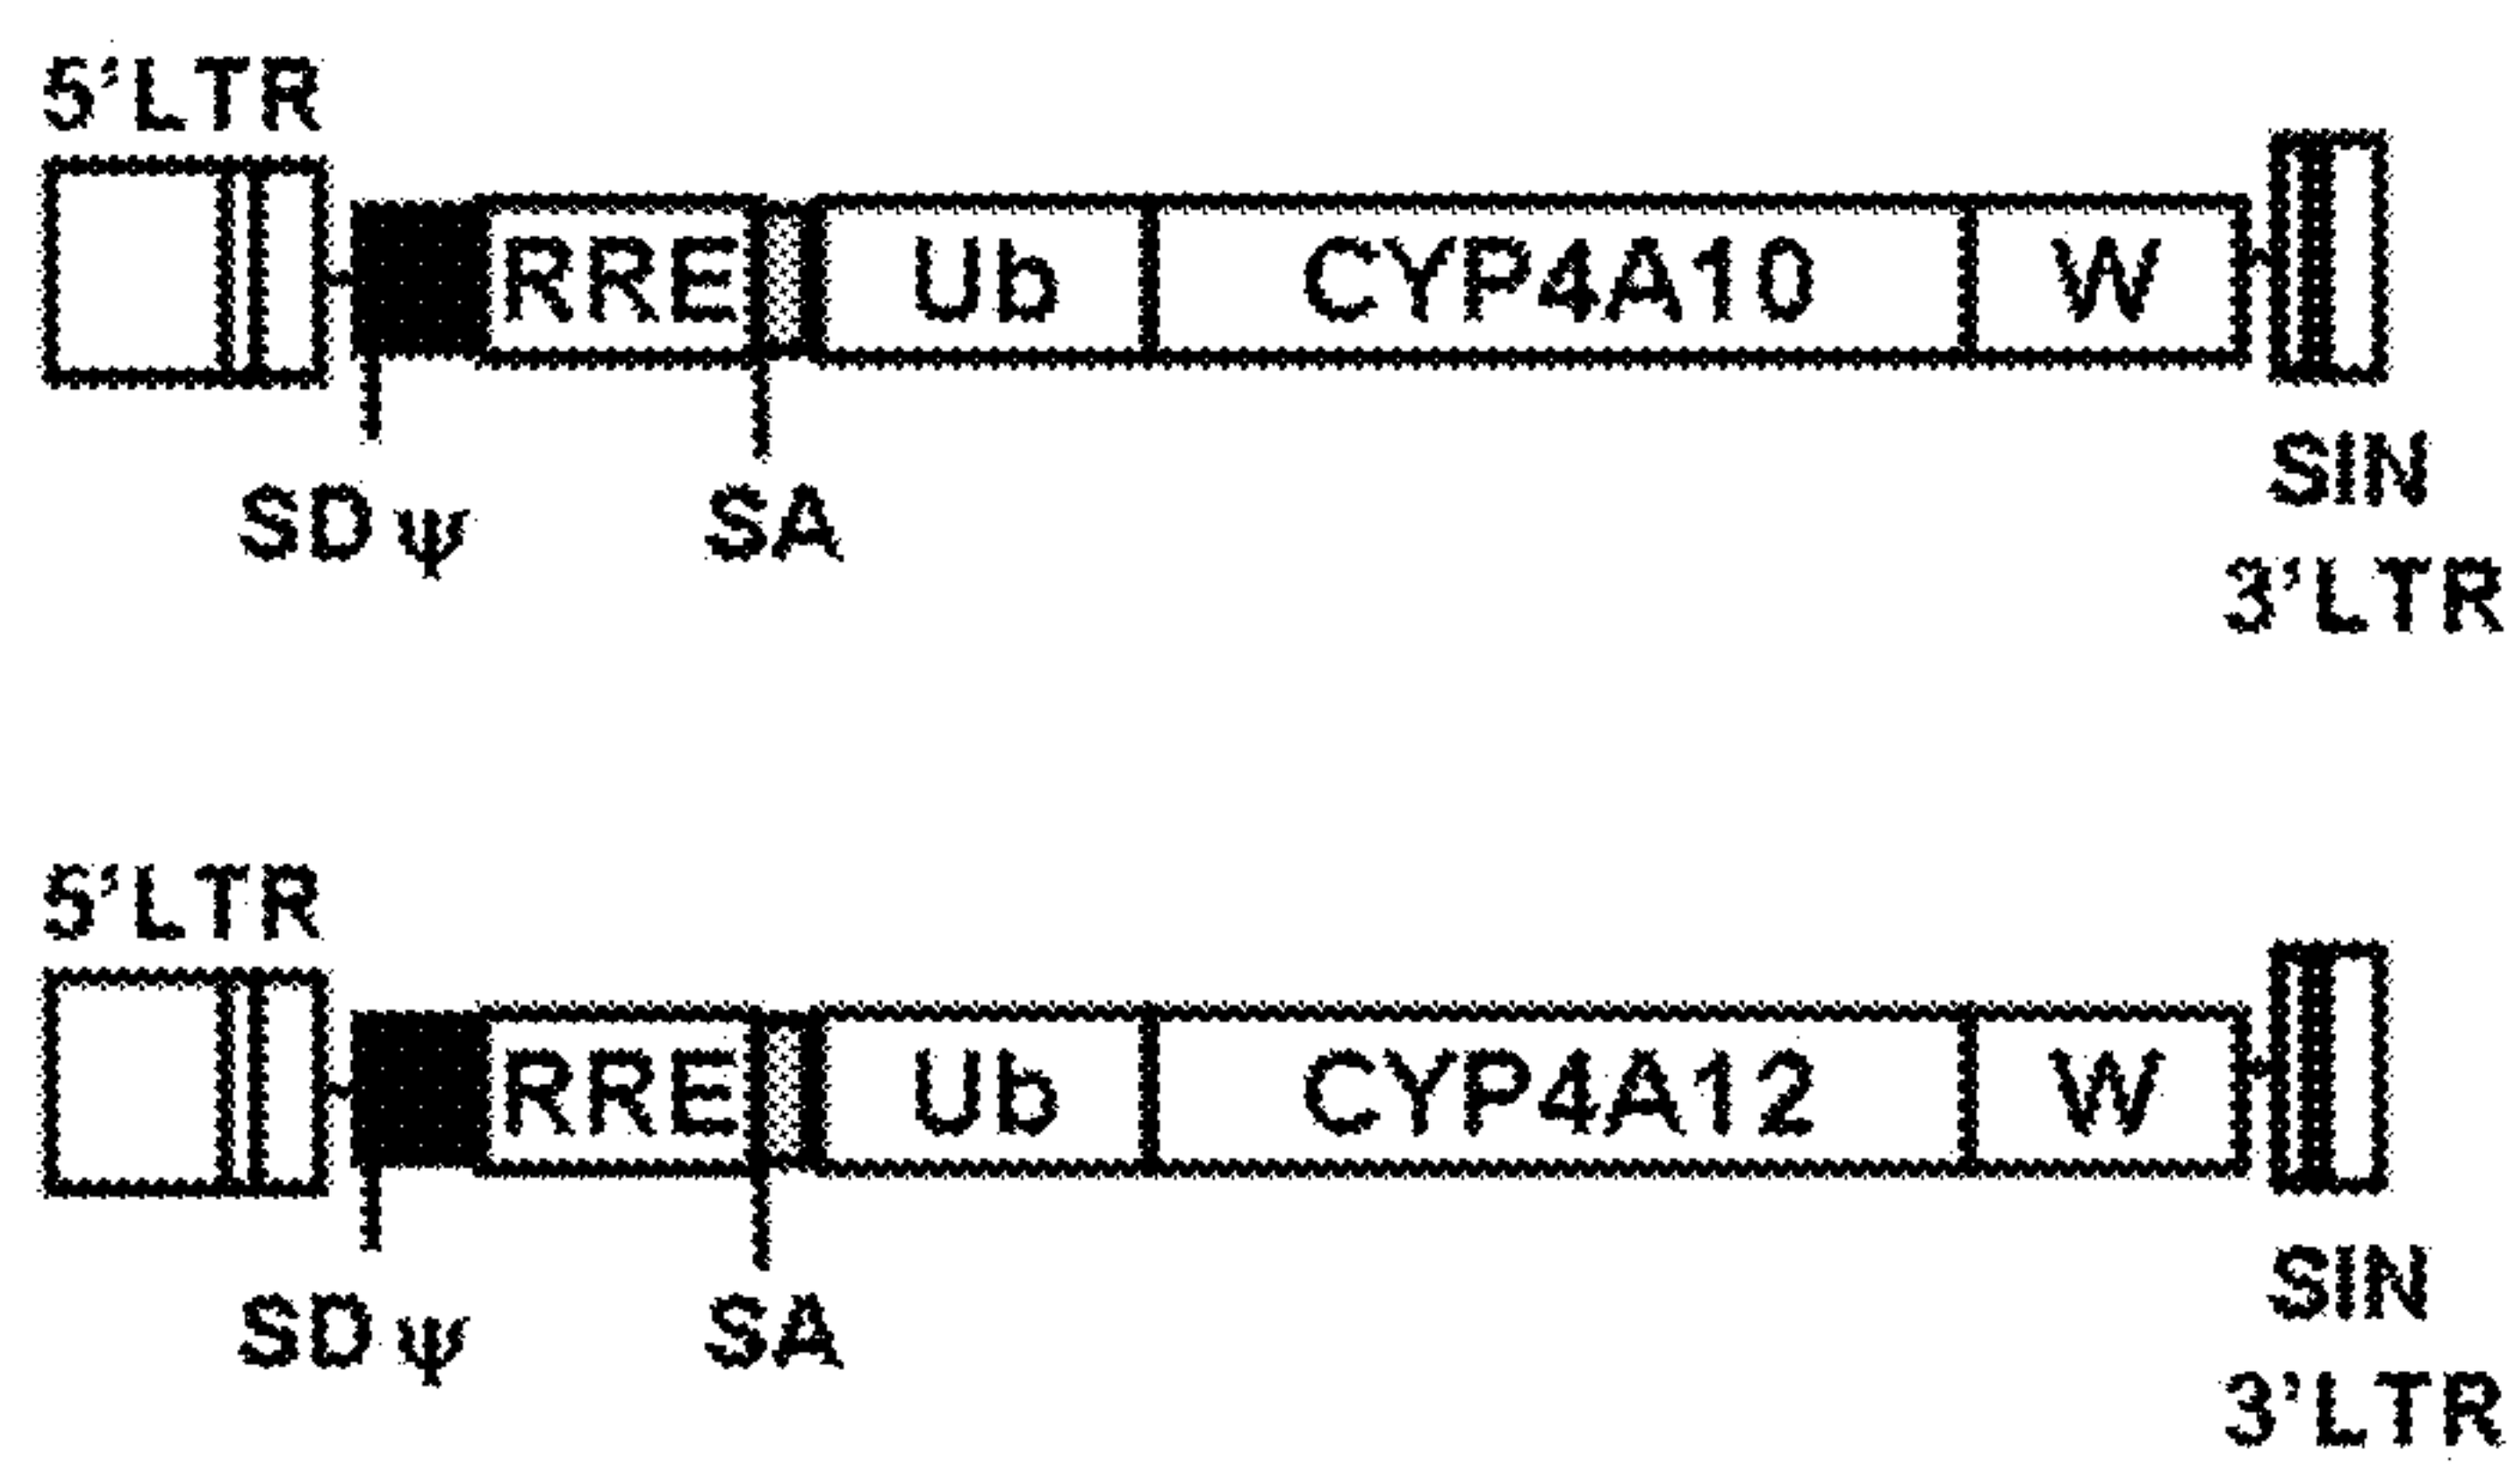 5'LTR
RRE Ub CYP4A10 W
SD ψ SA
SIN
3'LTR
5'LTR
RRE Ub CYP4A12 W
SD ψ SA
SIN
3'LTR